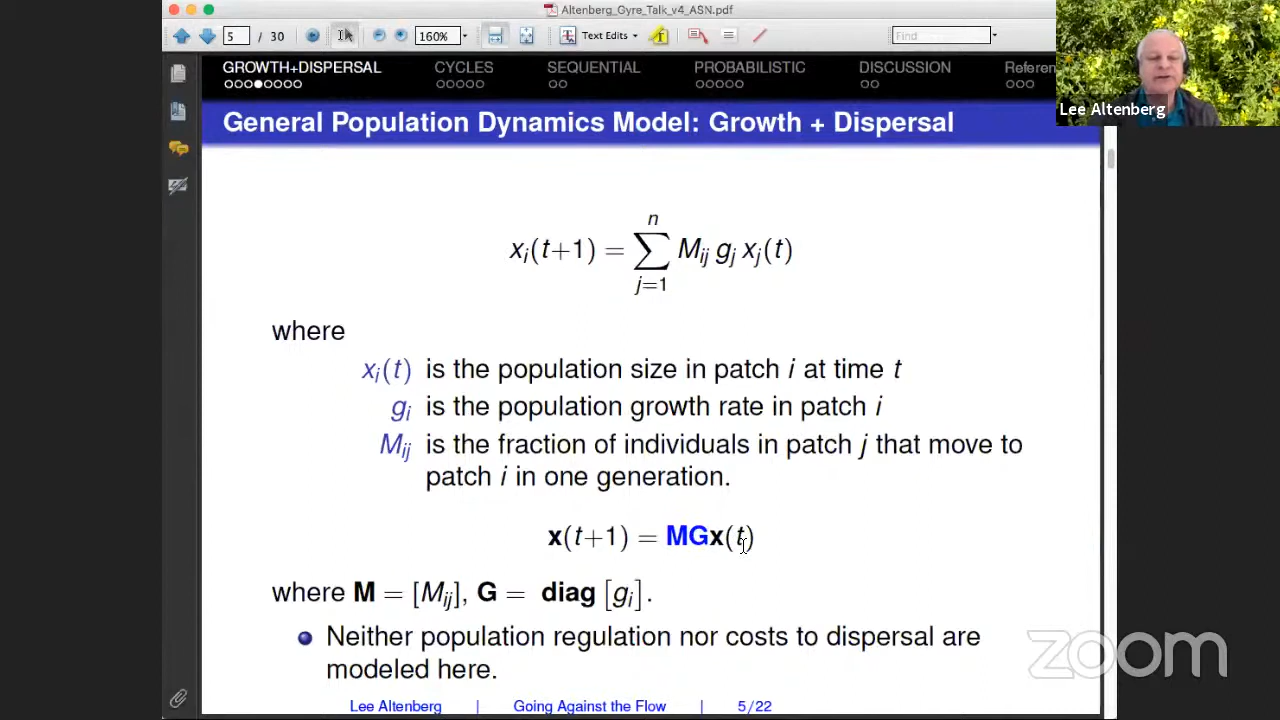 Altenberg_Gyre_Talk_v4_ASN.pdf
5 / 30 160% Text Edits Find
GROWTH+DISPERSAL CYCLES SEQUENTIAL PROBABILISTIC DISCUSSION Referen
Lee Altenberg
General Population Dynamics Model: Growth + Dispersal
n
xᵢ(t+1) = ∑ Mᵢⱼ gⱼ xⱼ(t)
j=1
where
xᵢ(t) is the population size in patch i at time t
gᵢ is the population growth rate in patch i
Mᵢⱼ is the fraction of individuals in patch j that move to
patch i in one generation.
x(t+1) = MGx(t)
where M = [Mᵢⱼ], G = diag [gᵢ].
Neither population regulation nor costs to dispersal are
modeled here.
zoom
Lee Altenberg | Going Against the Flow | 5/22